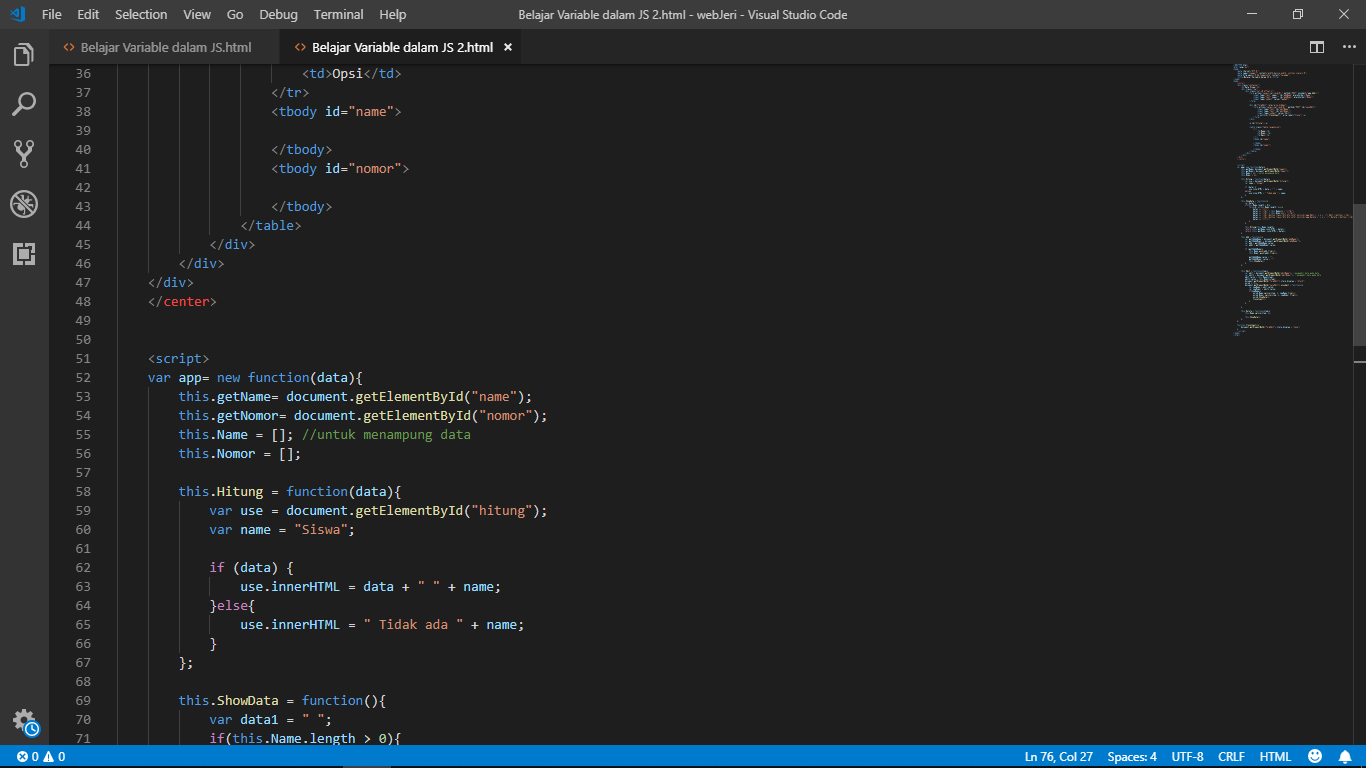 File Edit Selection View Go Debug Terminal Help Belajar Variable dalam JS 2.html - webJeri - Visual Studio Code
<> Belajar Variable dalam JS.html <> Belajar Variable dalam JS 2.html ×
36 <td>Opsi</td>
37 </tr>
38 <tbody id="name">
39
40 </tbody>
41 <tbody id="nomor">
42
43 </tbody>
44 </table>
45 </div>
46 </div>
47 </div>
48 </center>
49
50
51 <script>
52 var app= new function(data){
53 this.getName= document.getElementById("name");
54 this.getNomor= document.getElementById("nomor");
55 this.Name = []; //untuk menampung data
56 this.Nomor = [];
57
58 this.Hitung = function(data){
59 var use = document.getElementById("hitung");
60 var name = "Siswa";
61
62 if (data) {
63 use.innerHTML = data + " " + name;
64 }else{
65 use.innerHTML = " Tidak ada " + name;
66 }
67 };
68
69 this.ShowData = function(){
70 var data1 = " ";
71 if(this.Name.length > 0){
0 0 Ln 76, Col 27 Spaces: 4 UTF-8 CRLF HTML